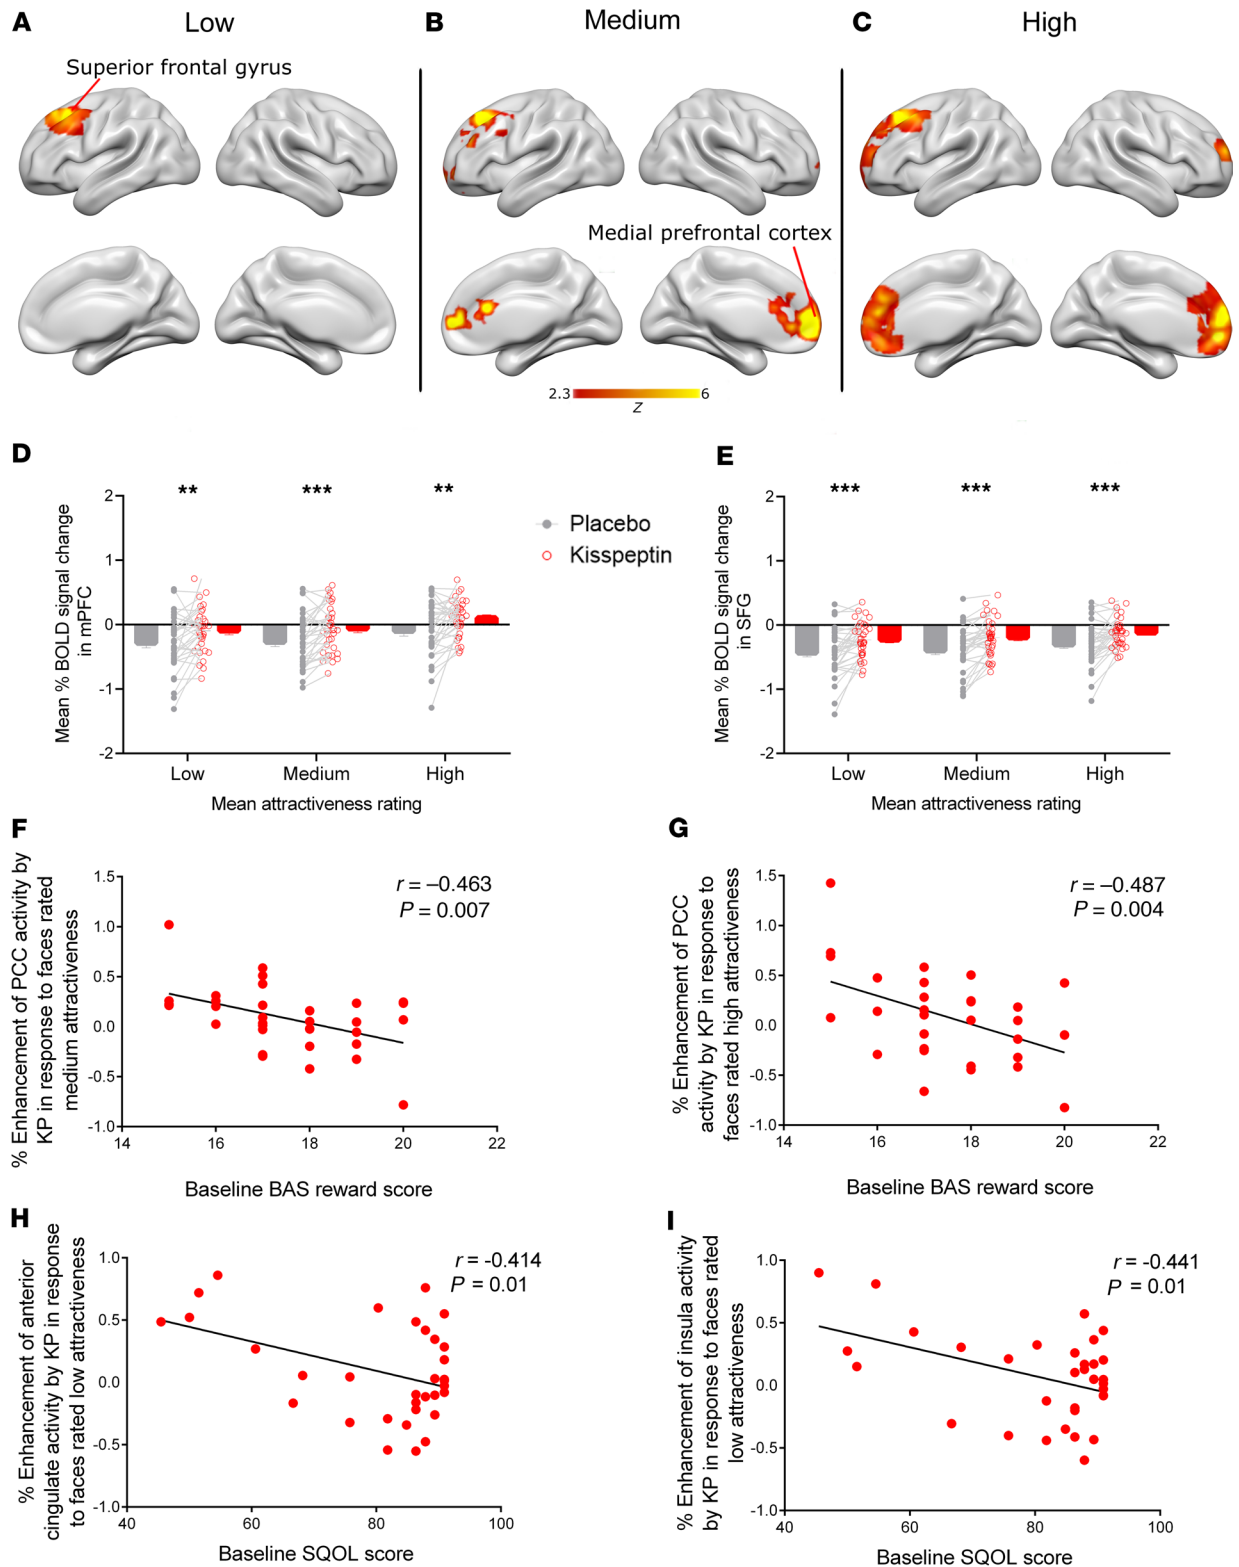 A Low
B Medium
C High
Superior frontal gyrus
Medial prefrontal cortex
2.3 6
Z
D
Mean % BOLD signal change
in mPFC
2
1
0
-1
-2
** *** **
Low Medium High
Mean attractiveness rating
Placebo
Kisspeptin
E
Mean % BOLD signal change
in SFG
2
1
0
-1
-2
*** *** ***
Low Medium High
Mean attractiveness rating
F
% Enhancement of PCC activity by
KP in response to faces rated
medium attractiveness
1.5
1.0
0.5
0.0
-0.5
-1.0
r = –0.463
P = 0.007
14 16 18 20 22
Baseline BAS reward score
G
% Enhancement of PCC
activity by KP in response to
faces rated high attractiveness
1.5
1.0
0.5
0.0
-0.5
-1.0
r = –0.487
P = 0.004
14 16 18 20 22
Baseline BAS reward score
H
% Enhancement of anterior
cingulate activity by KP in response
to faces rated low attractiveness
1.0
0.5
0.0
-0.5
-1.0
r = -0.414
P = 0.01
40 60 80 100
Baseline SQOL score
I
% Enhancement of insula activity
by KP in response to faces rated
low attractiveness
1.0
0.5
0.0
-0.5
-1.0
r = -0.441
P = 0.01
40 60 80 100
Baseline SQOL score